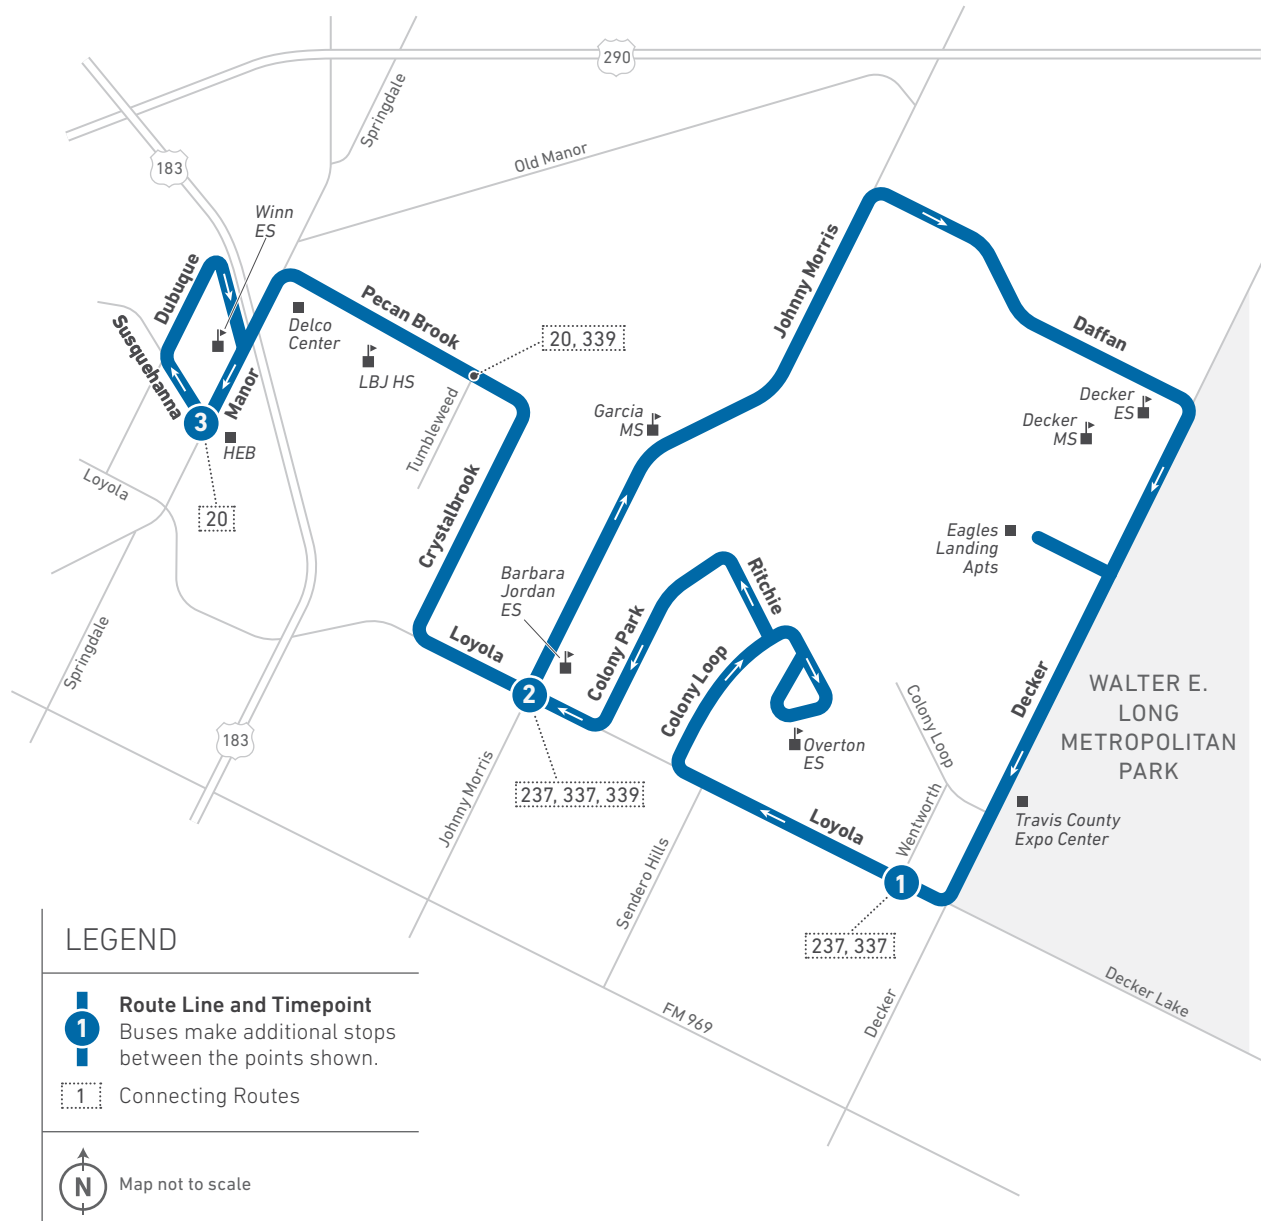 290
Springdale
Old Manor
183
Winn
ES
Dubuque
Susquehanna
Manor
Pecan Brook
Delco
Center
LBJ HS
20, 339
Tumbleweed
Johnny Morris
Daffan
Decker
ES
Decker
MS
Garcia
MS
3
HEB
Loyola
20
Crystalbrook
Eagles
Landing
Apts
Barbara
Jordan
ES
Ritchie
Colony Park
Colony Loop
Loyola
2
Springdale
183
237, 337, 339
Johnny Morris
Overton
ES
Colony Loop
Decker
WALTER E.
LONG
METROPOLITAN
PARK
Travis County
Expo Center
Wentworth
Loyola
1
Sendero Hills
237, 337
Decker Lake
FM 969
Decker
LEGEND
1
Route Line and Timepoint
Buses make additional stops
between the points shown.
1
Connecting Routes
N
Map not to scale